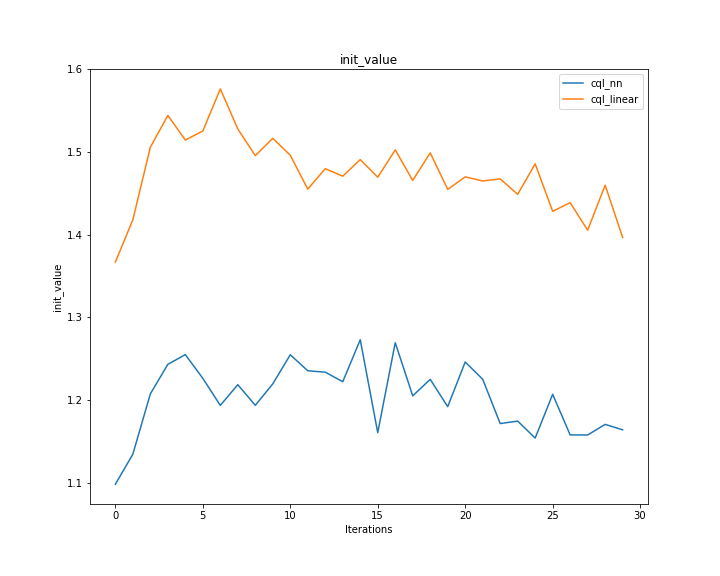 init_value
cql_nn
cql_linear
1.6
1.5
1.4
1.3
1.2
1.1
init_value
0 5 10 15 20 25 30
Iterations